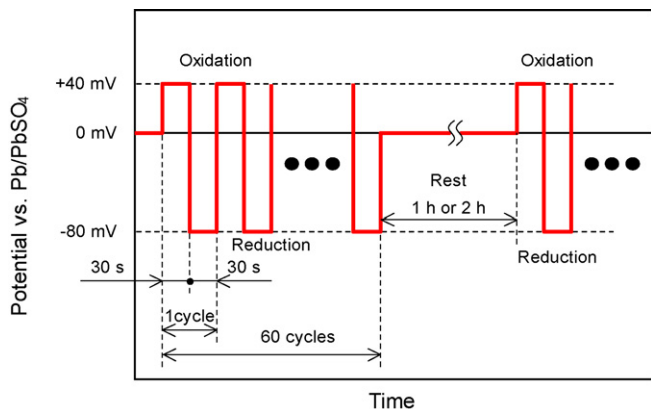 Oxidation
Oxidation
+40 mV
0 mV
Rest
1 h or 2 h
-80 mV
Reduction
Reduction
30 s
30 s
1cycle
60 cycles
Potential vs. Pb/PbSO₄
Time